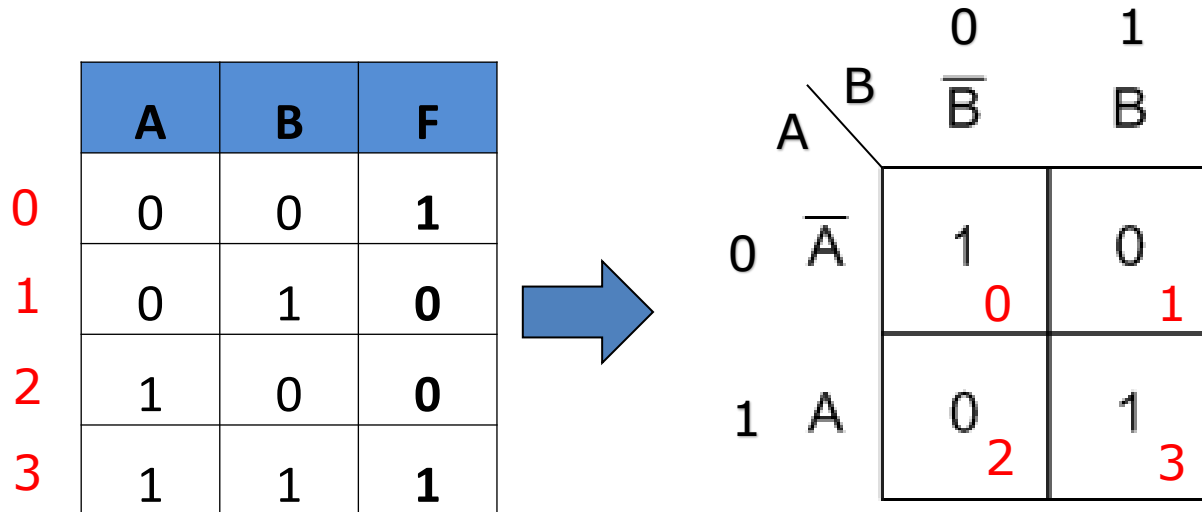 A B F
0 0 0 1
1 0 1 0
2 1 0 0
3 1 1 1
0 1
B B̅ B
A
0 A̅ 1 0
0 1
1 A 0 1
2 3